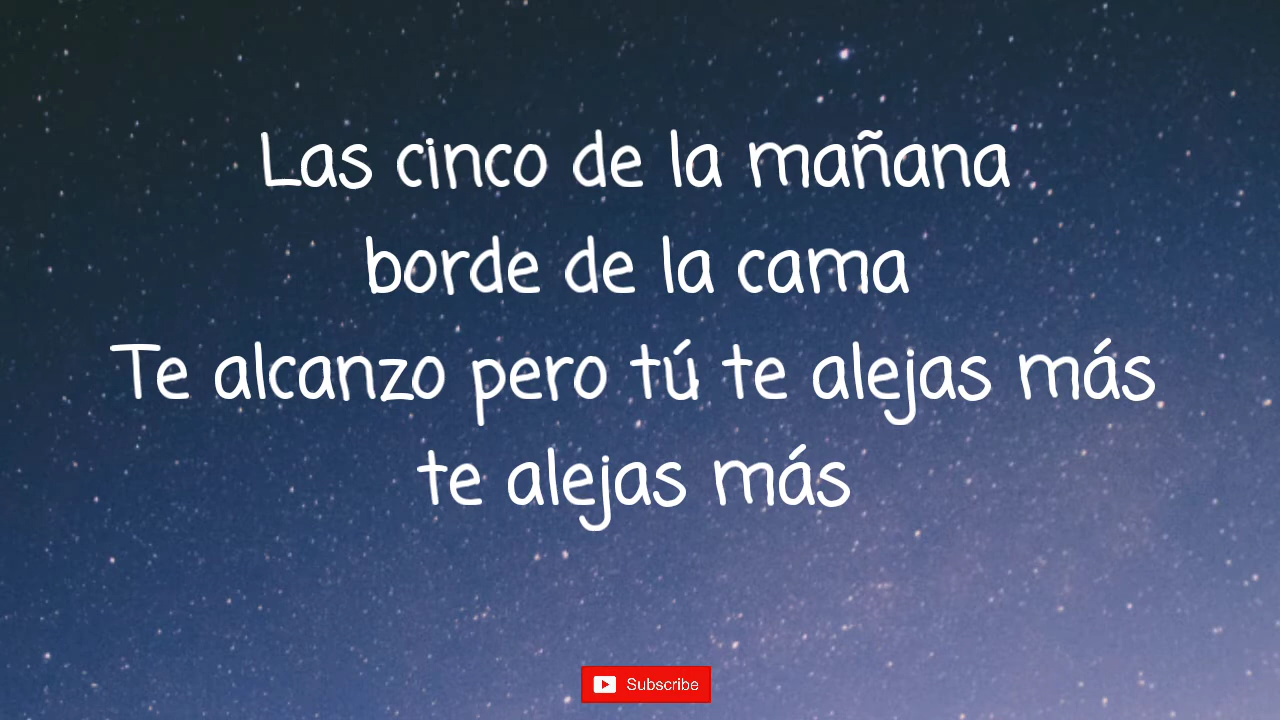 Las cinco de la mañana
borde de la cama
Te alcanzo pero tú te alejas más
te alejas más
Subscribe